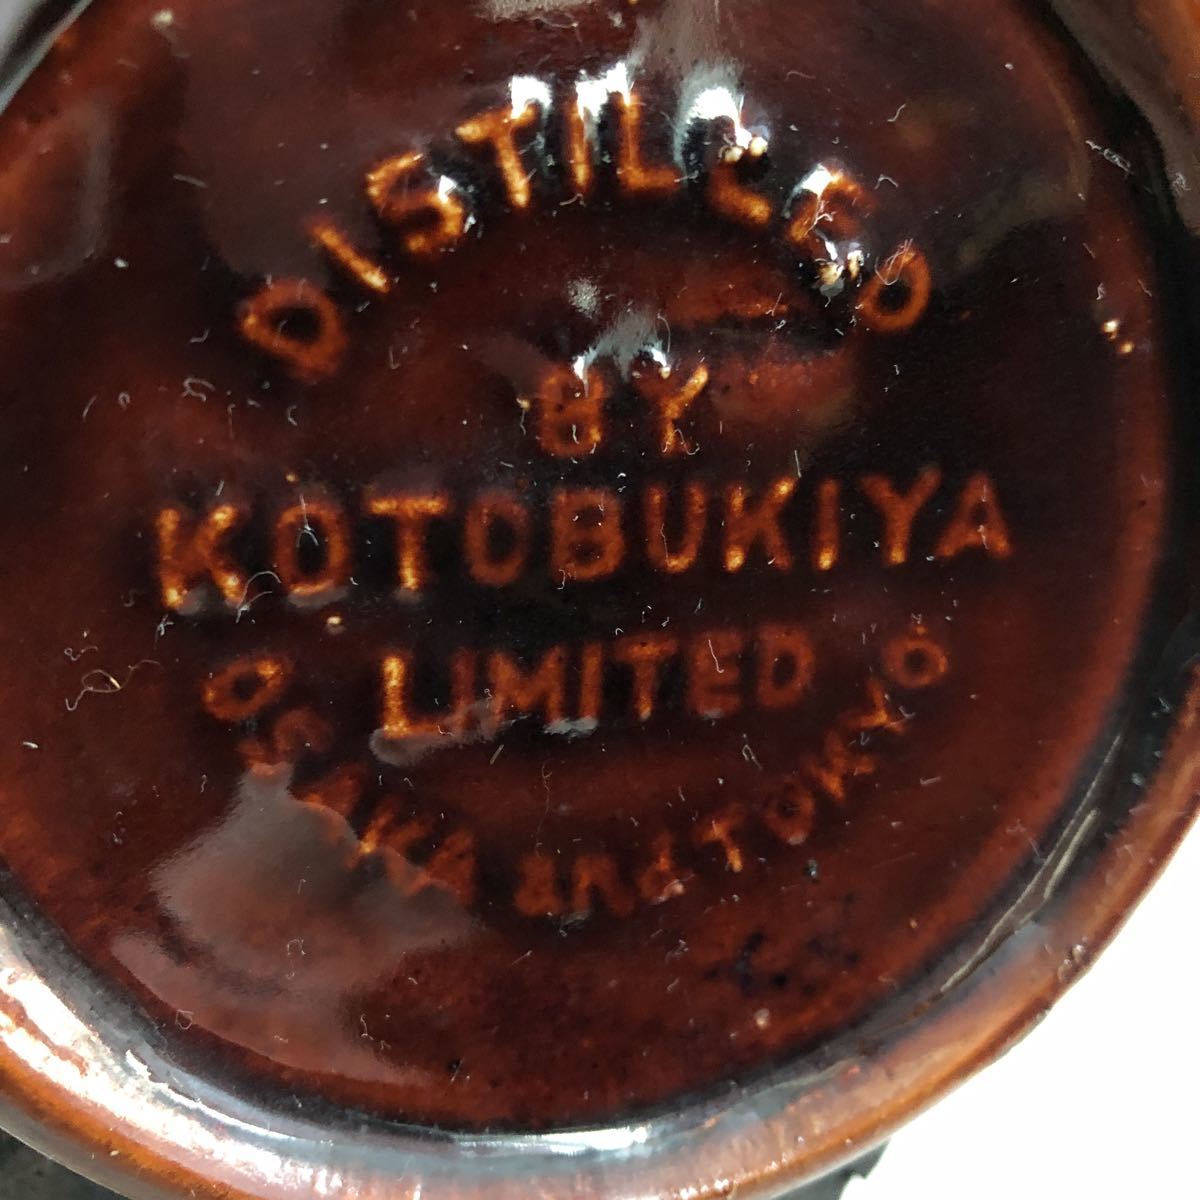 DISTILLED
BY
KOTOBUKIYA
LIMITED
OSAKA AND TOKYO